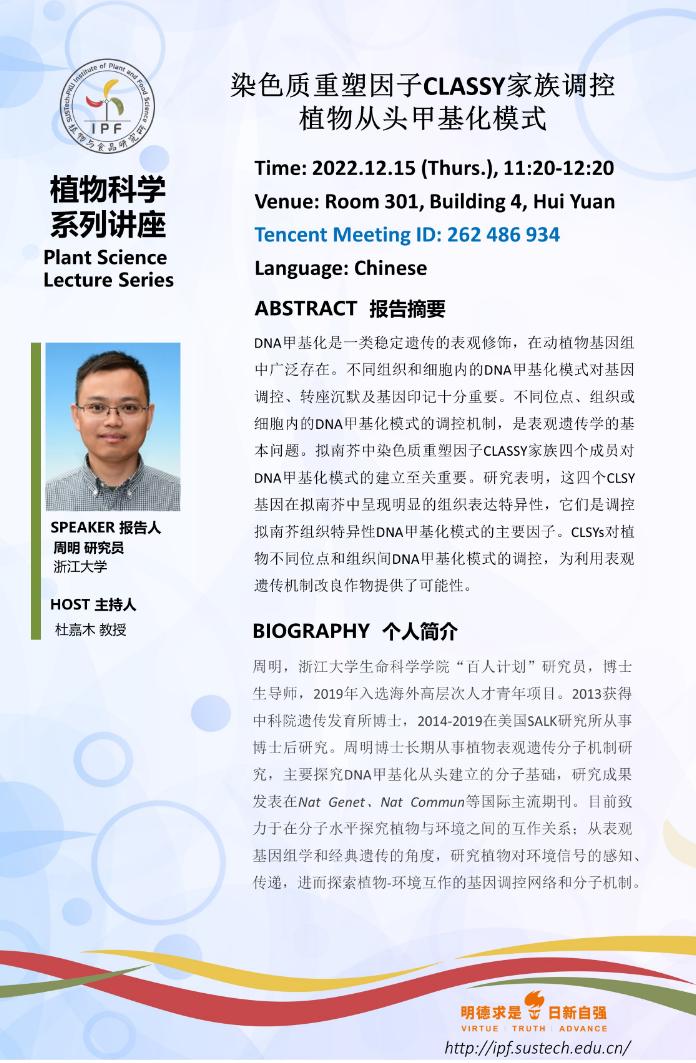 SUSTech-PKU Institute of Plant and Food Science
IPF
植物与食品研究所
植物科学
系列讲座
Plant Science
Lecture Series
染色质重塑因子CLASSY家族调控
植物从头甲基化模式
Time: 2022.12.15 (Thurs.), 11:20-12:20
Venue: Room 301, Building 4, Hui Yuan
Tencent Meeting ID: 262 486 934
Language: Chinese
ABSTRACT 报告摘要
DNA甲基化是一类稳定遗传的表观修饰，在动植物基因组
中广泛存在。不同组织和细胞内的DNA甲基化模式对基因
调控、转座沉默及基因印记十分重要。不同位点、组织或
细胞内的DNA甲基化模式的调控机制，是表观遗传学的基
本问题。拟南芥中染色质重塑因子CLASSY家族四个成员对
DNA甲基化模式的建立至关重要。研究表明，这四个CLSY
基因在拟南芥中呈现明显的组织表达特异性，它们是调控
拟南芥组织特异性DNA甲基化模式的主要因子。CLSYs对植
物不同位点和组织间DNA甲基化模式的调控，为利用表观
遗传机制改良作物提供了可能性。
SPEAKER 报告人
周明 研究员
浙江大学
HOST 主持人
杜嘉木 教授
BIOGRAPHY 个人简介
周明，浙江大学生命科学学院“百人计划”研究员，博士
生导师，2019年入选海外高层次人才青年项目。2013获得
中科院遗传发育所博士，2014-2019在美国SALK研究所从事
博士后研究。周明博士长期从事植物表观遗传分子机制研
究，主要探究DNA甲基化从头建立的分子基础，研究成果
发表在Nat Genet、Nat Commun等国际主流期刊。目前致
力于在分子水平探究植物与环境之间的互作关系；从表观
基因组学和经典遗传的角度，研究植物对环境信号的感知、
传递，进而探索植物-环境互作的基因调控网络和分子机制。
明德求是 日新自强
VIRTUE TRUTH ADVANCE
http://ipf.sustech.edu.cn/